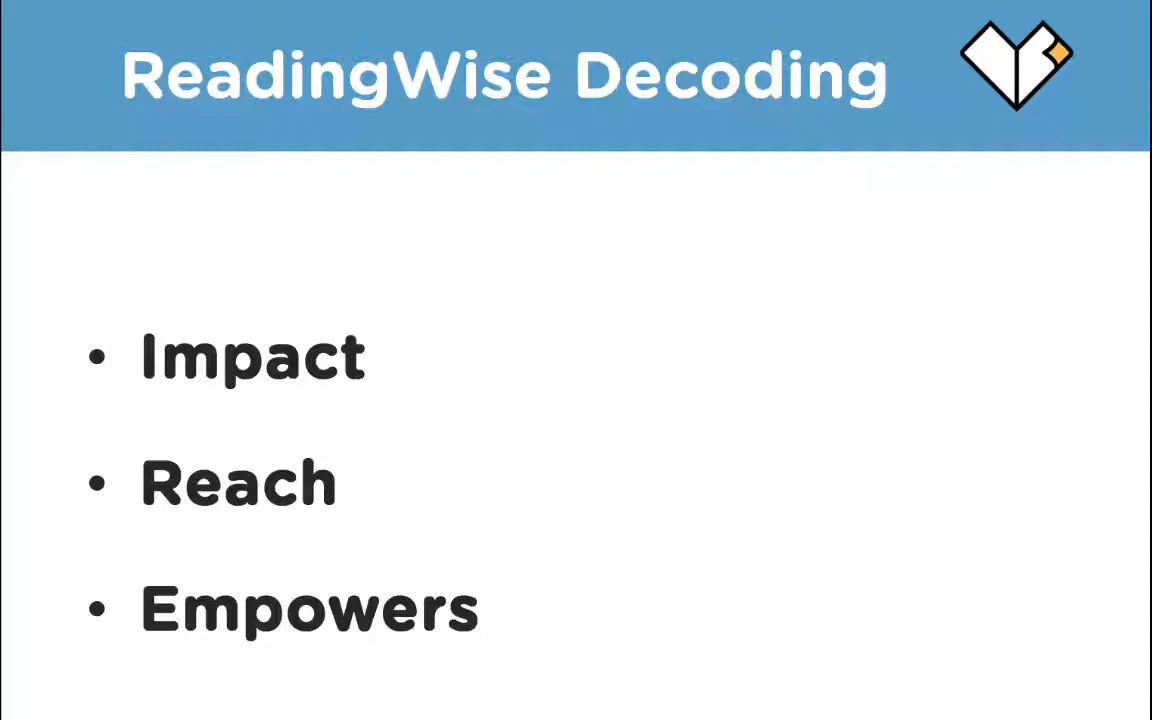 ReadingWise Decoding
• Impact
• Reach
• Empowers